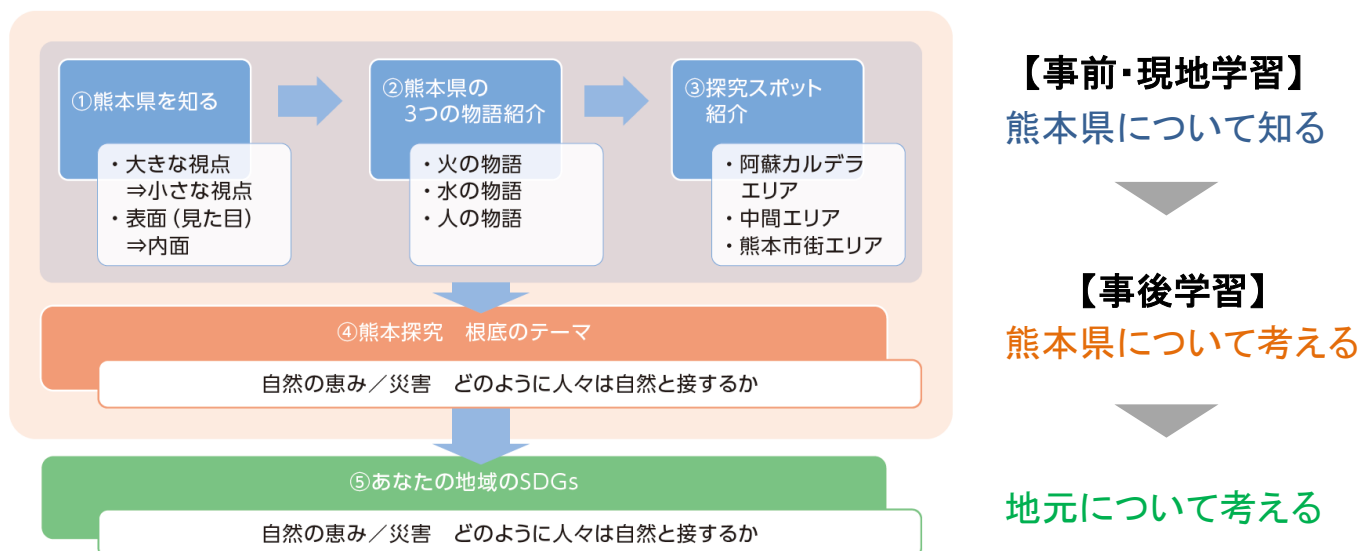 ①熊本県を知る
・大きな視点
⇒小さな視点
・表面（見た目）
⇒内面
②熊本県の
3つの物語紹介
・火の物語
・水の物語
・人の物語
③探究スポット
紹介
・阿蘇カルデラ
エリア
・中間エリア
・熊本市街エリア
④熊本探究　根底のテーマ
自然の恵み／災害　どのように人々は自然と接するか
⑤あなたの地域のSDGs
自然の恵み／災害　どのように人々は自然と接するか
【事前・現地学習】
熊本県について知る
【事後学習】
熊本県について考える
地元について考える